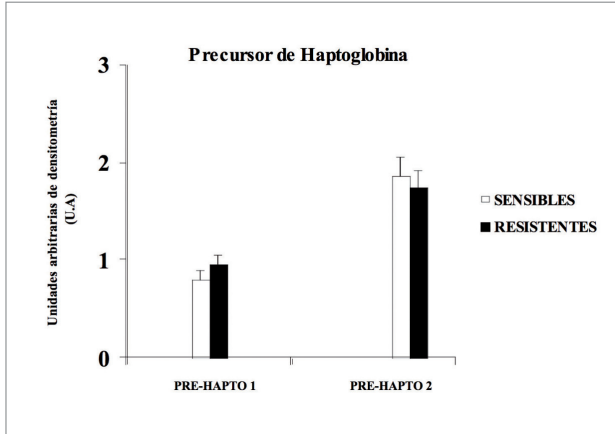 Precursor de Haptoglobina
Unidades arbitrarias de densitometría
(U.A)
3
2
1
0
PRE-HAPTO 1
PRE-HAPTO 2
SENSIBLES
RESISTENTES